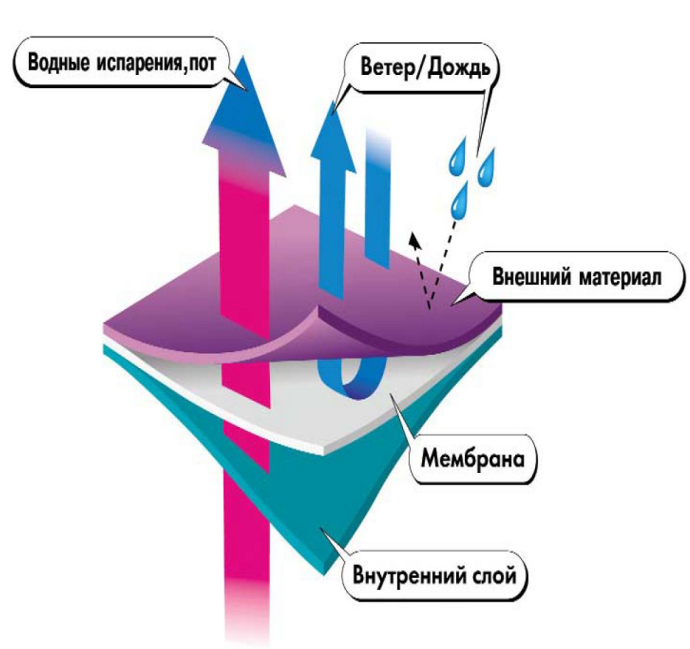 Водные испарения,пот
Ветер/Дождь
Внешний материал
Мембрана
Внутренний слой